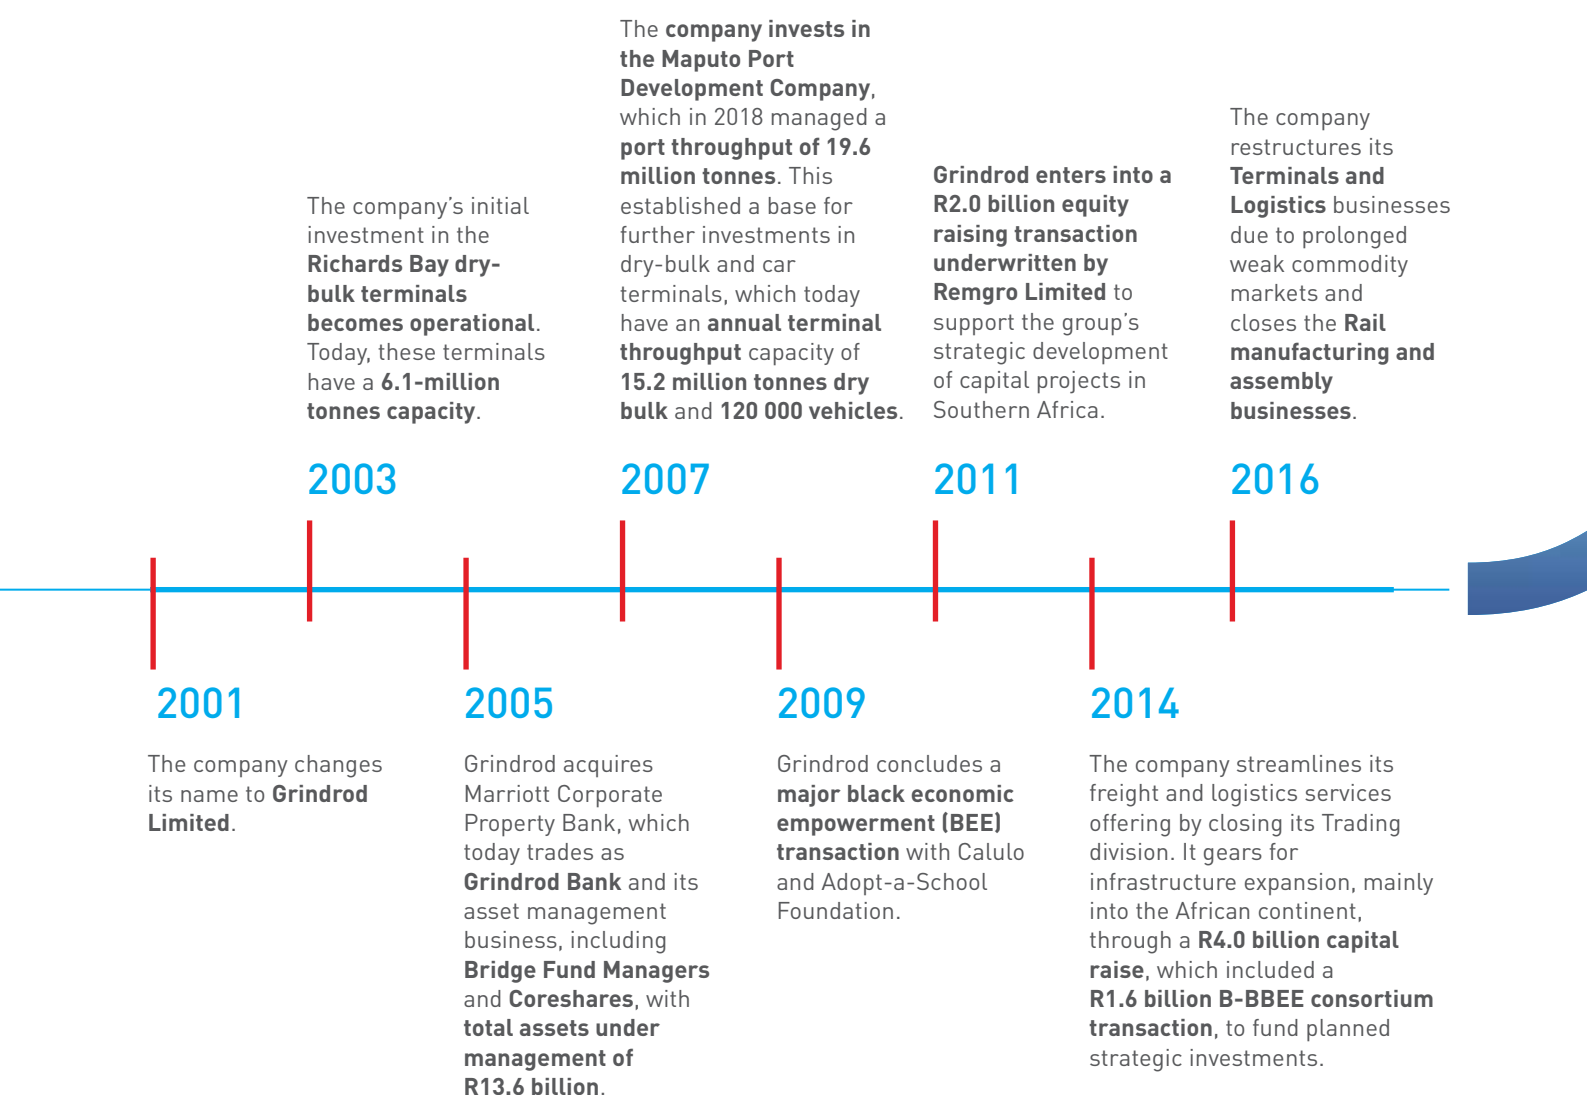 The company's initial
investment in the
Richards Bay dry-
bulk terminals
becomes operational.
Today, these terminals
have a 6.1-million
tonnes capacity.
2003
The company invests in
the Maputo Port
Development Company,
which in 2018 managed a
port throughput of 19.6
million tonnes. This
established a base for
further investments in
dry-bulk and car
terminals, which today
have an annual terminal
throughput capacity of
15.2 million tonnes dry
bulk and 120 000 vehicles.
2007
Grindrod enters into a
R2.0 billion equity
raising transaction
underwritten by
Remgro Limited to
support the group's
strategic development
of capital projects in
Southern Africa.
2011
The company
restructures its
Terminals and
Logistics businesses
due to prolonged
weak commodity
markets and
closes the Rail
manufacturing and
assembly
businesses.
2016
2001
The company changes
its name to Grindrod
Limited.
2005
Grindrod acquires
Marriott Corporate
Property Bank, which
today trades as
Grindrod Bank and its
asset management
business, including
Bridge Fund Managers
and Coreshares, with
total assets under
management of
R13.6 billion.
2009
Grindrod concludes a
major black economic
empowerment (BEE)
transaction with Calulo
and Adopt-a-School
Foundation.
2014
The company streamlines its
freight and logistics services
offering by closing its Trading
division. It gears for
infrastructure expansion, mainly
into the African continent,
through a R4.0 billion capital
raise, which included a
R1.6 billion B-BBEE consortium
transaction, to fund planned
strategic investments.